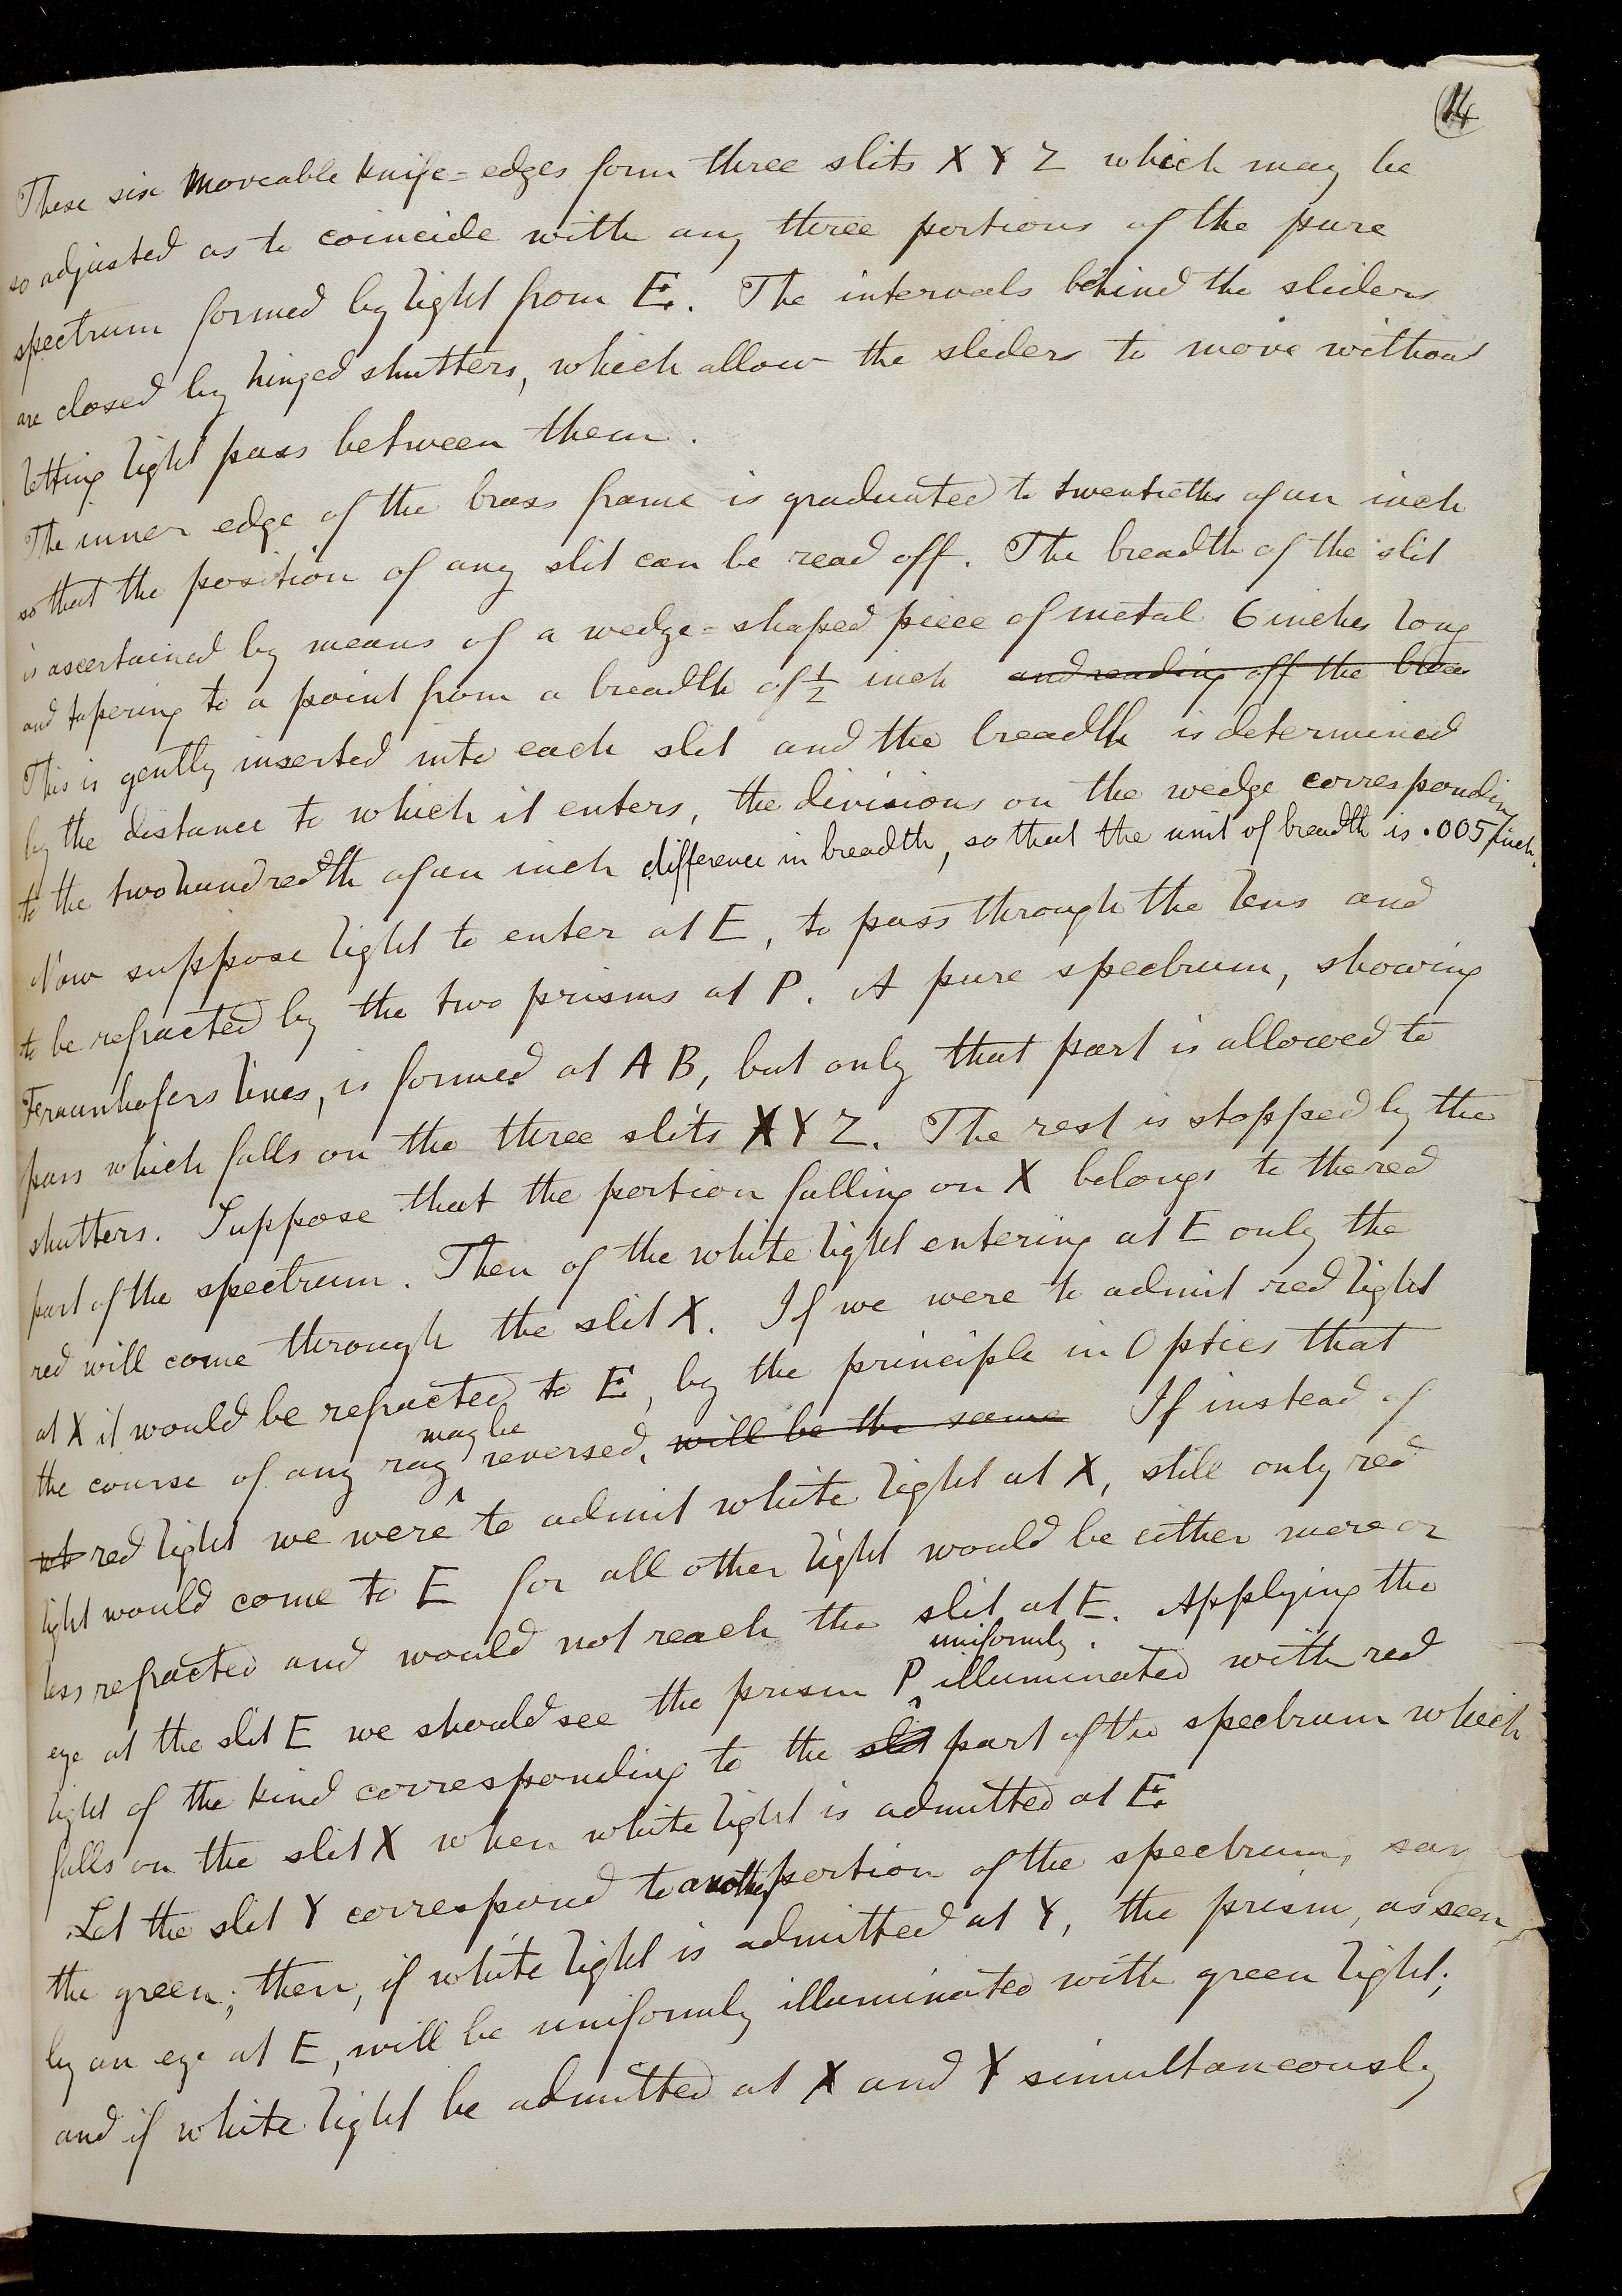 14
These six moveable knife=edges form three slits X Y Z which may be
so adjusted as to coincide with any three portions of the pure
spectrum formed by light from E. The intervals behind the sliders
are closed by hinged shutters, which allow the sliders to move without
letting light pass between them.
The inner edge of the brass frame is graduated to twentieths of an inch
so that the position of any slit can be read off. The breadth of the slit
is ascertained by means of a wedge=shaped piece of metal 6 inches long
and tapering to a point from a breadth of 1/2 inch and reading off the brea
This is gently inserted into each slit and the breadth is determined
by the distance to which it enters, the divisions on the wedge corresponding
to the two hundredth of an inch difference in breadth, so that the unit of breadth is .005 inch.
Now suppose light to enter at E, to pass through the lens and
to be refracted by the two prisms at P. A pure spectrum, showing
Fraunhofers lines, is formed at A B, but only that part is allowed to
pass which falls on the three slits X Y Z. The rest is stopped by the
shutters. Suppose that the portion falling on X belongs to the red
part of the spectrum. Then of the white light entering at E only the
red will come through the slit X. If we were to admit red light
at X it would be refracted to E, by the principle in Optics that
the course of any ray may be reversed. will be the same If instead of
red light we were to admit white light at X, still only red
light would come to E for all other light would be either more or
less refracted and would not reach the slit at E. Applying the
eye at the slit E we should see the prism P uniformly illuminated with red
light of the kind corresponding to the slit part of the spectrum which
falls on the slit X when white light is admitted at E.
Let the slit Y correspond to another portion of the spectrum, say
the green; then, if white light is admitted at Y, the prism, as seen
by an eye at E, will be uniformly illuminated with green light;
and if white light be admitted at X and Y simultaneously